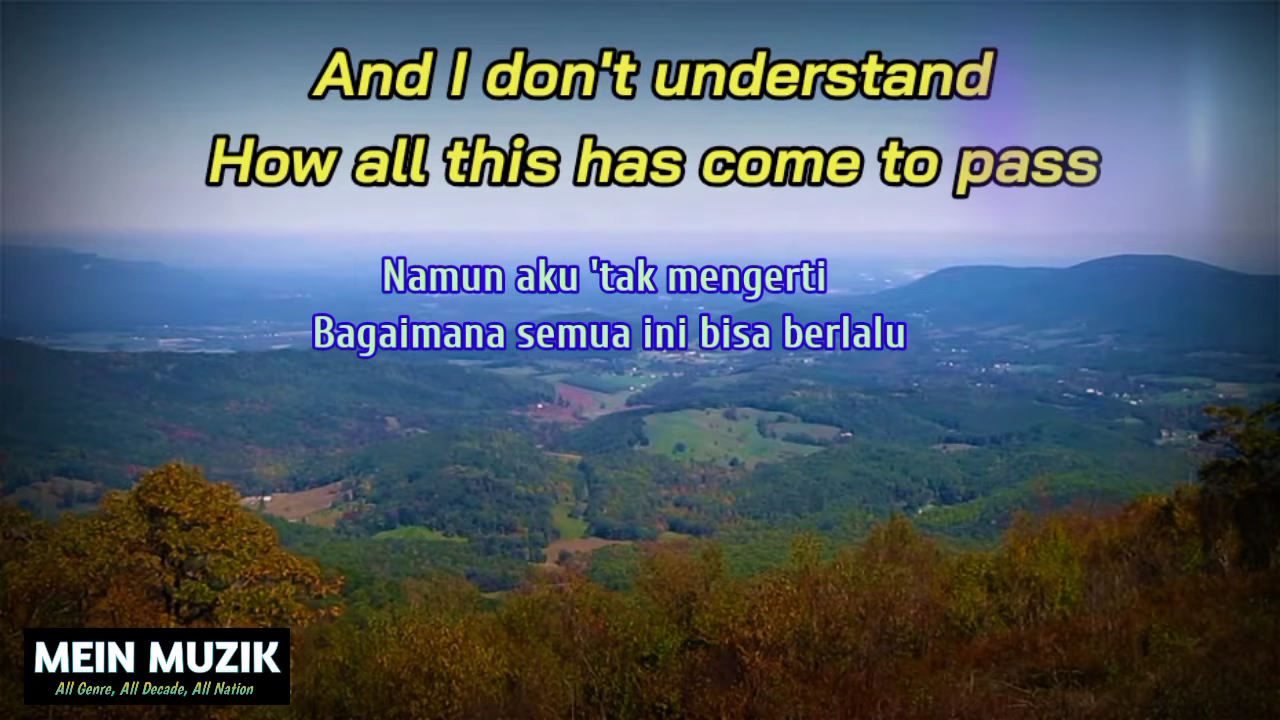 And I don't understand
How all this has come to pass
Namun aku 'tak mengerti
Bagaimana semua ini bisa berlalu
MEIN MUZIK
All Genre, All Decade, All Nation